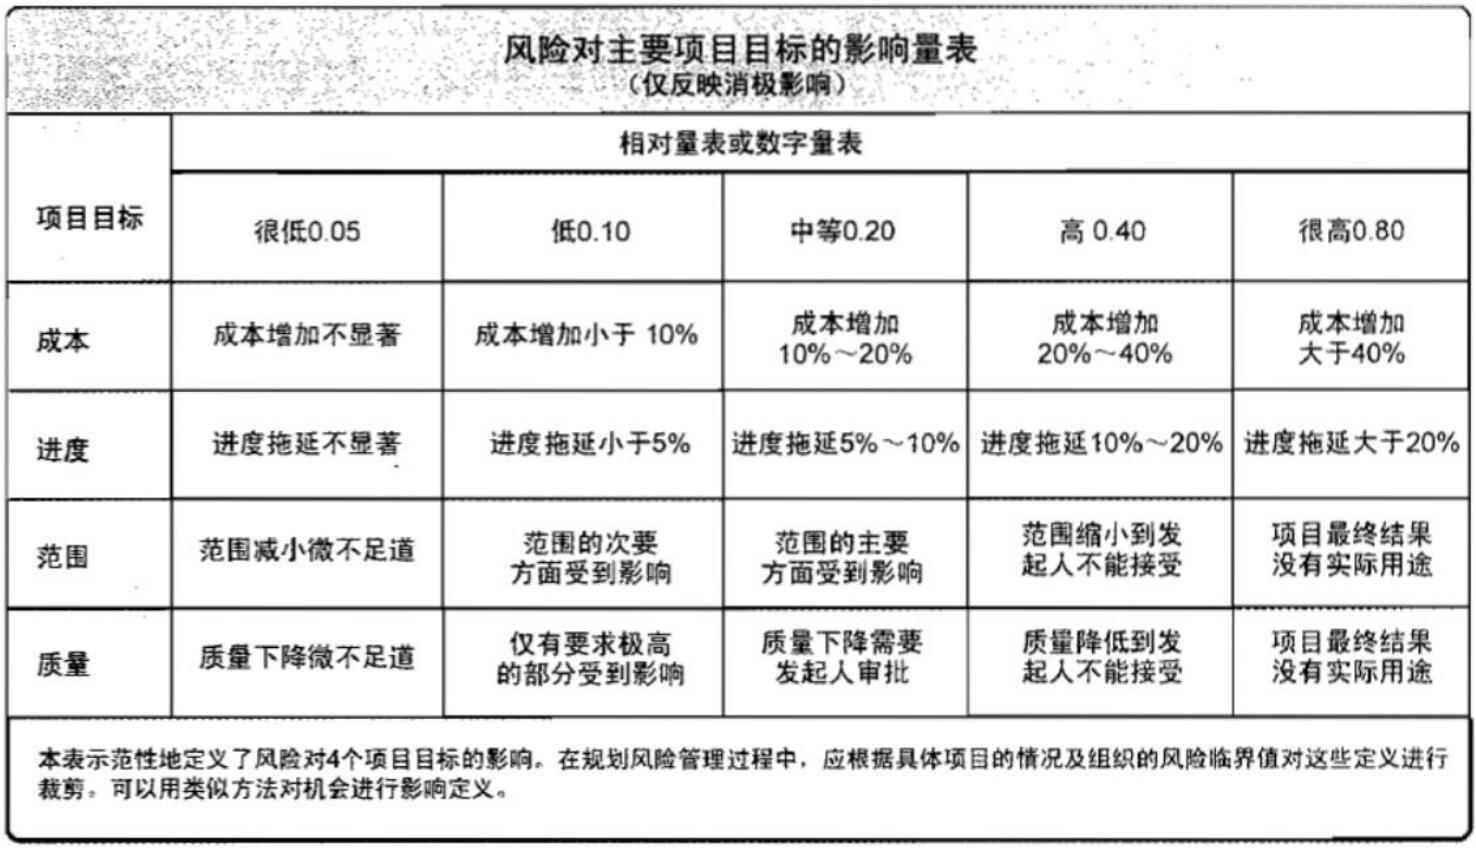 风险对主要项目目标的影响量表
（仅反映消极影响）
项目目标
相对量表或数字量表
很低0.05
低0.10
中等0.20
高 0.40
很高0.80
成本
成本增加不显著
成本增加小于 10%
成本增加
10%～20%
成本增加
20%～40%
成本增加
大于40%
进度
进度拖延不显著
进度拖延小于5%
进度拖延5%～10%
进度拖延10%～20%
进度拖延大于20%
范围
范围减小微不足道
范围的次要
方面受到影响
范围的主要
方面受到影响
范围缩小到发
起人不能接受
项目最终结果
没有实际用途
质量
质量下降微不足道
仅有要求极高
的部分受到影响
质量下降需要
发起人审批
质量降低到发
起人不能接受
项目最终结果
没有实际用途
本表示范性地定义了风险对4个项目目标的影响。在规划风险管理过程中，应根据具体项目的情况及组织的风险临界值对这些定义进行
裁剪。可以用类似方法对机会进行影响定义。